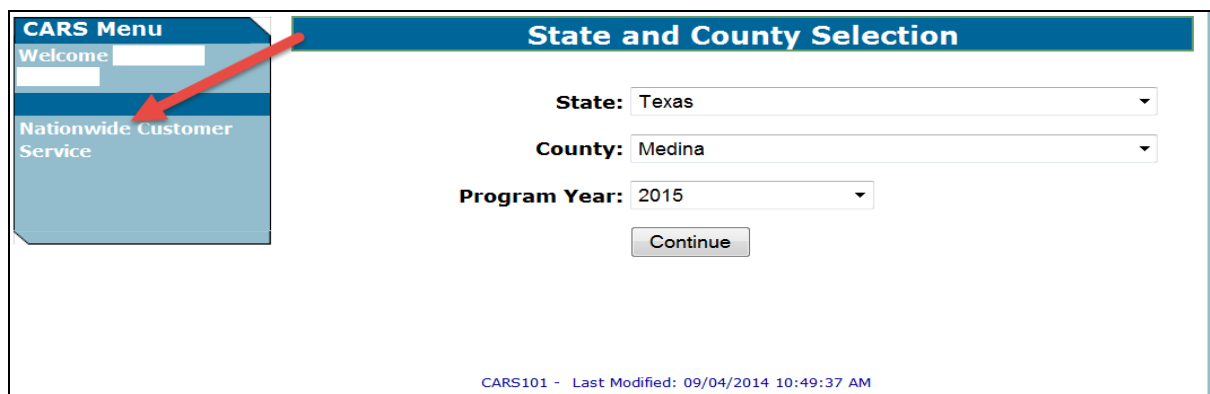 CARS Menu
Welcome
Nationwide Customer
Service
State and County Selection
State: Texas
County: Medina
Program Year: 2015
Continue
CARS101 - Last Modified: 09/04/2014 10:49:37 AM